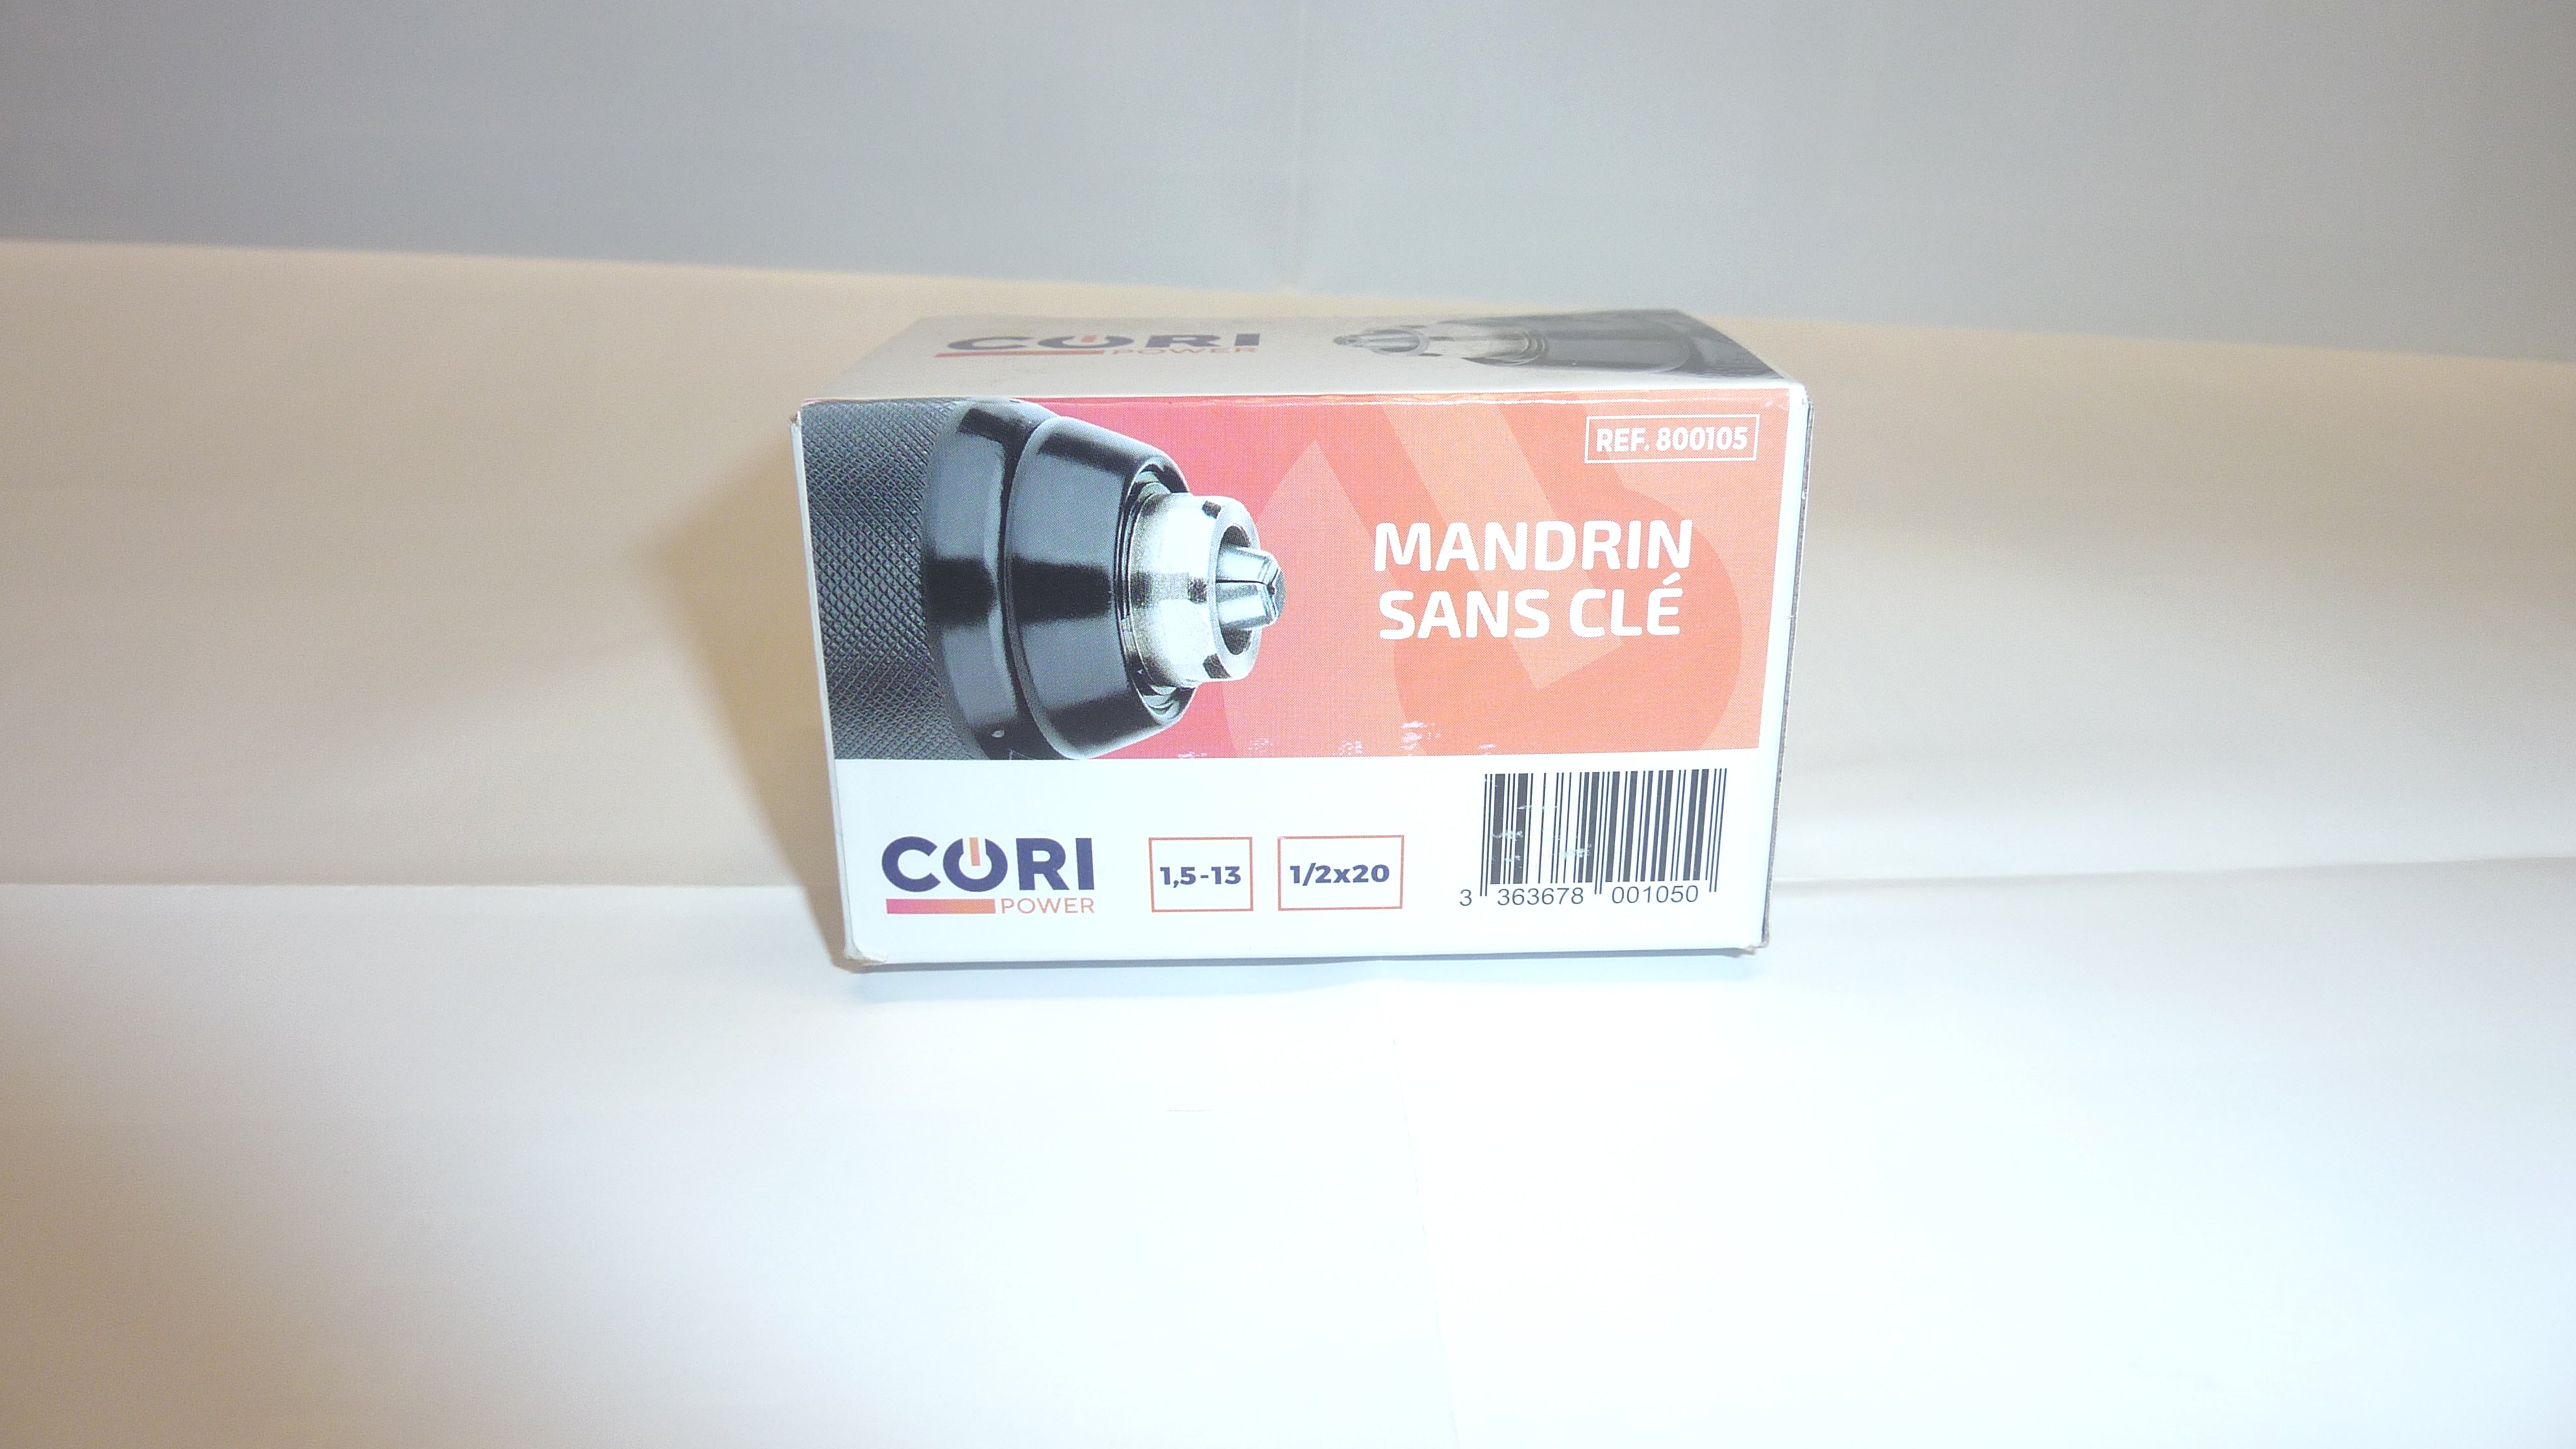 CORI
POWER
REF. 800105
MANDRIN
SANS CLÉ
CORI
POWER
1,5-13
1/2x20
3 363678 001050